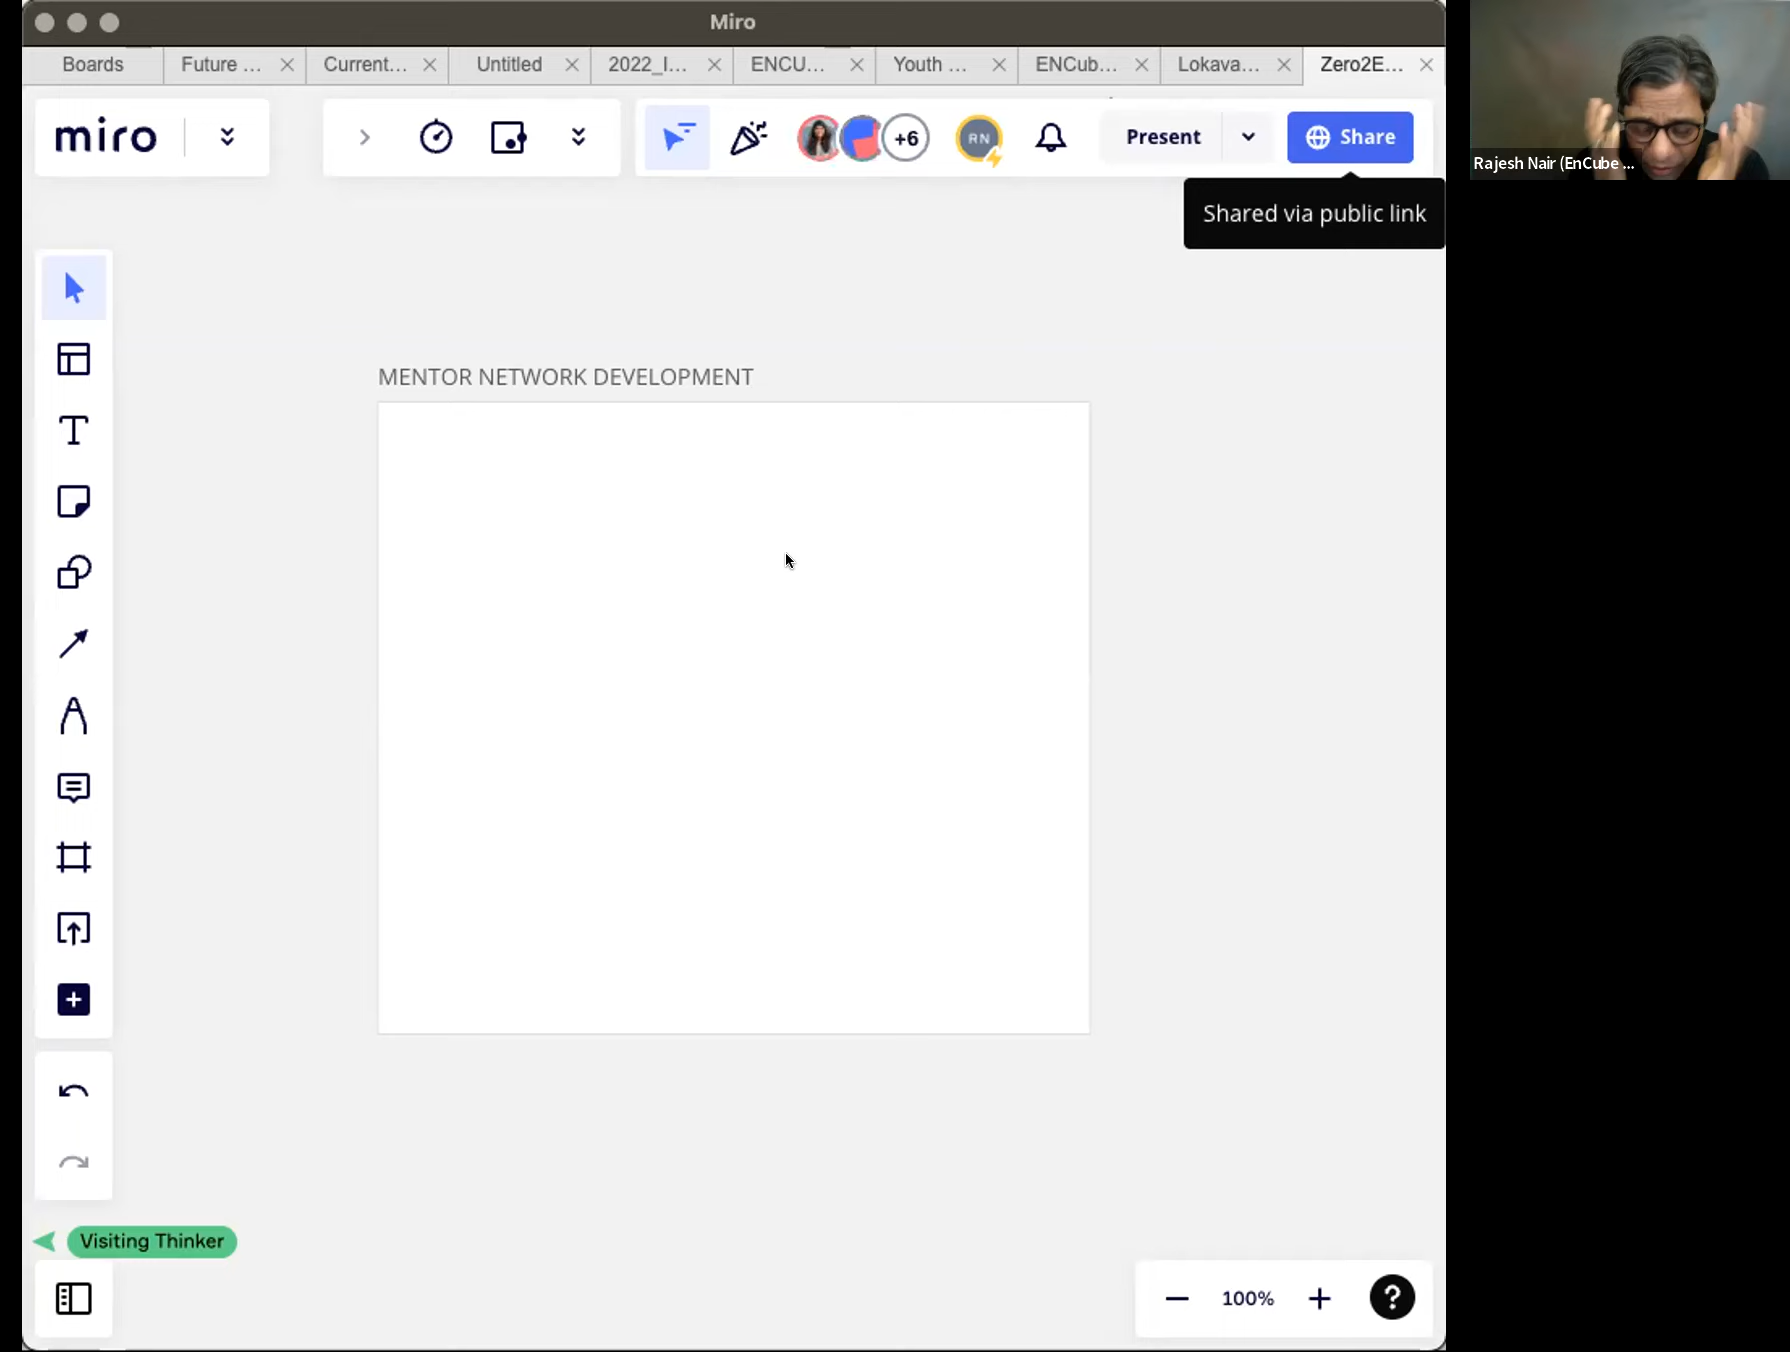 Miro
Boards
Future ...
Current...
Untitled
2022_I...
ENCU...
Youth ...
ENCub...
Lokava...
Zero2E...
miro
+6
RN
Present
Share
Shared via public link
Rajesh Nair (EnCube ...
MENTOR NETWORK DEVELOPMENT
Visiting Thinker
100%
?